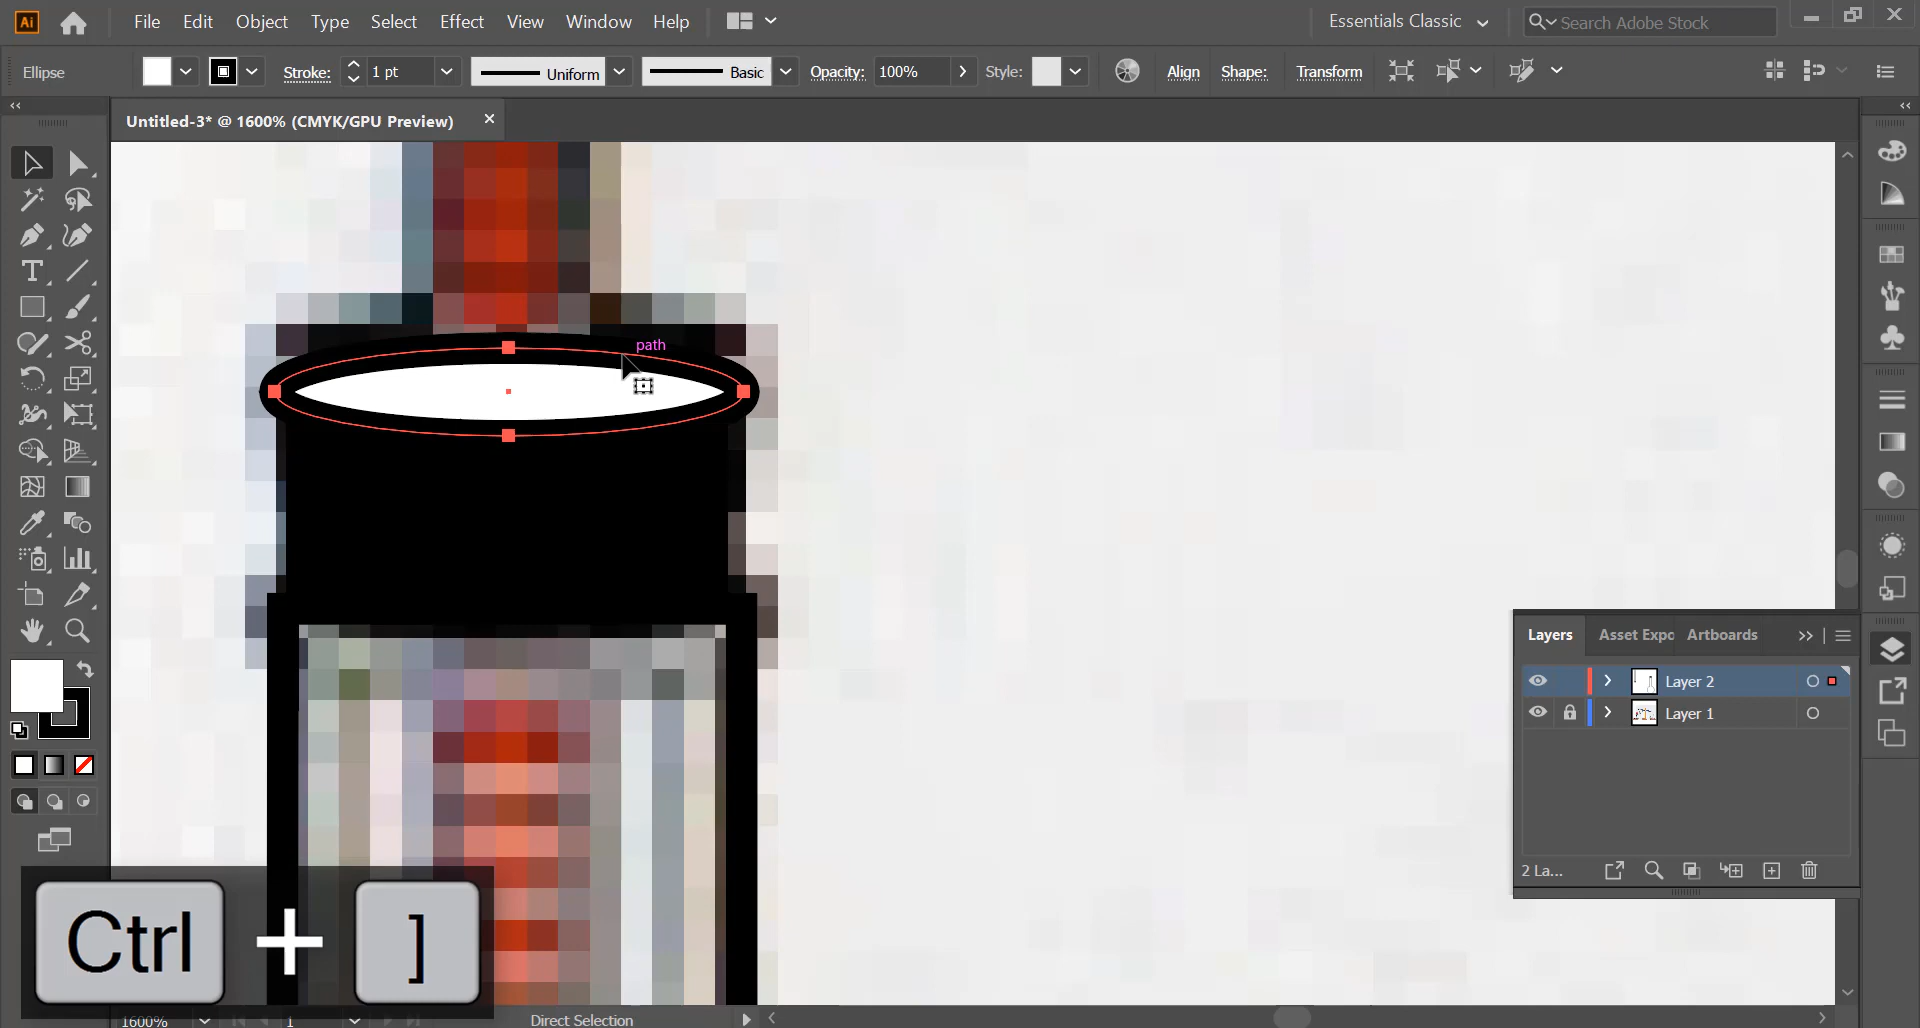 Ai File Edit Object Type Select Effect View Window Help Essentials Classic Search Adobe Stock
Ellipse Stroke: 1 pt Uniform Basic Opacity: 100% Style: Align Shape: Transform
Untitled-3* @ 1600% (CMYK/GPU Preview)
path
Layers Asset Expo Artboards
Layer 2
Layer 1
2 La...
Ctrl + ]
1600% 1 Direct Selection